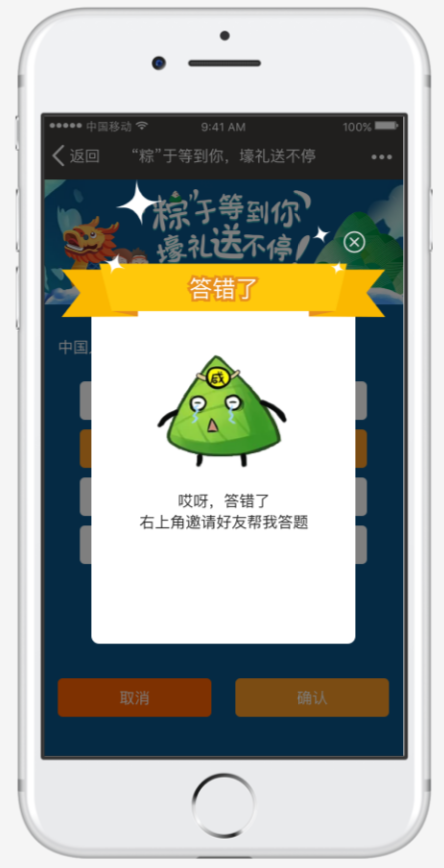 中国移动
9:41 AM
100%
返回
“粽”于等到你，壕礼送不停
“粽”于等到你
壕礼送不停！
答错了
中国
咸
哎呀，答错了
右上角邀请好友帮我答题
取消
确认